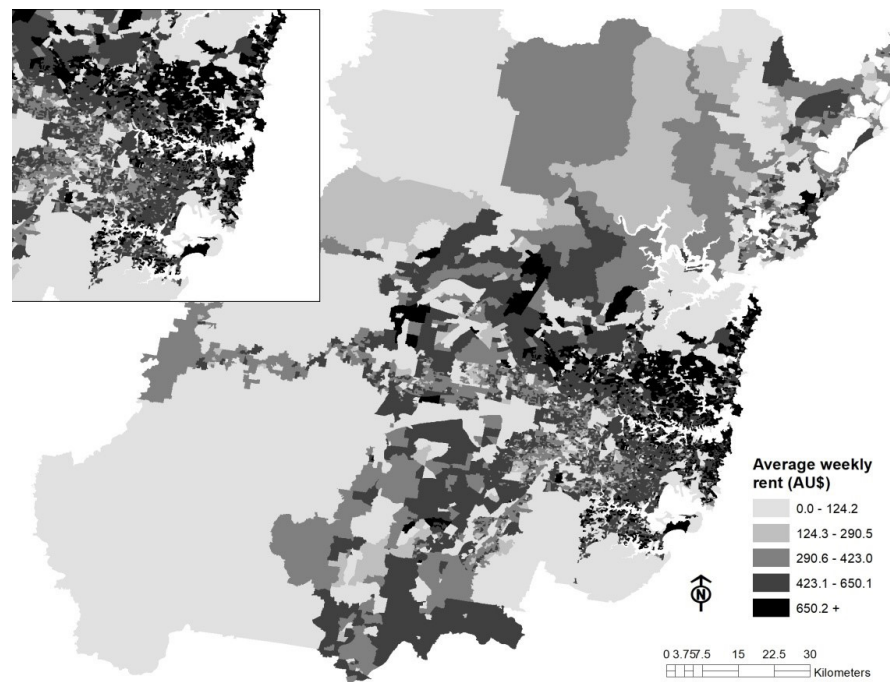 Average weekly
rent (AU$)
0.0 - 124.2
124.3 - 290.5
290.6 - 423.0
423.1 - 650.1
650.2 +
N
0 3.757.5 15 22.5 30
Kilometers